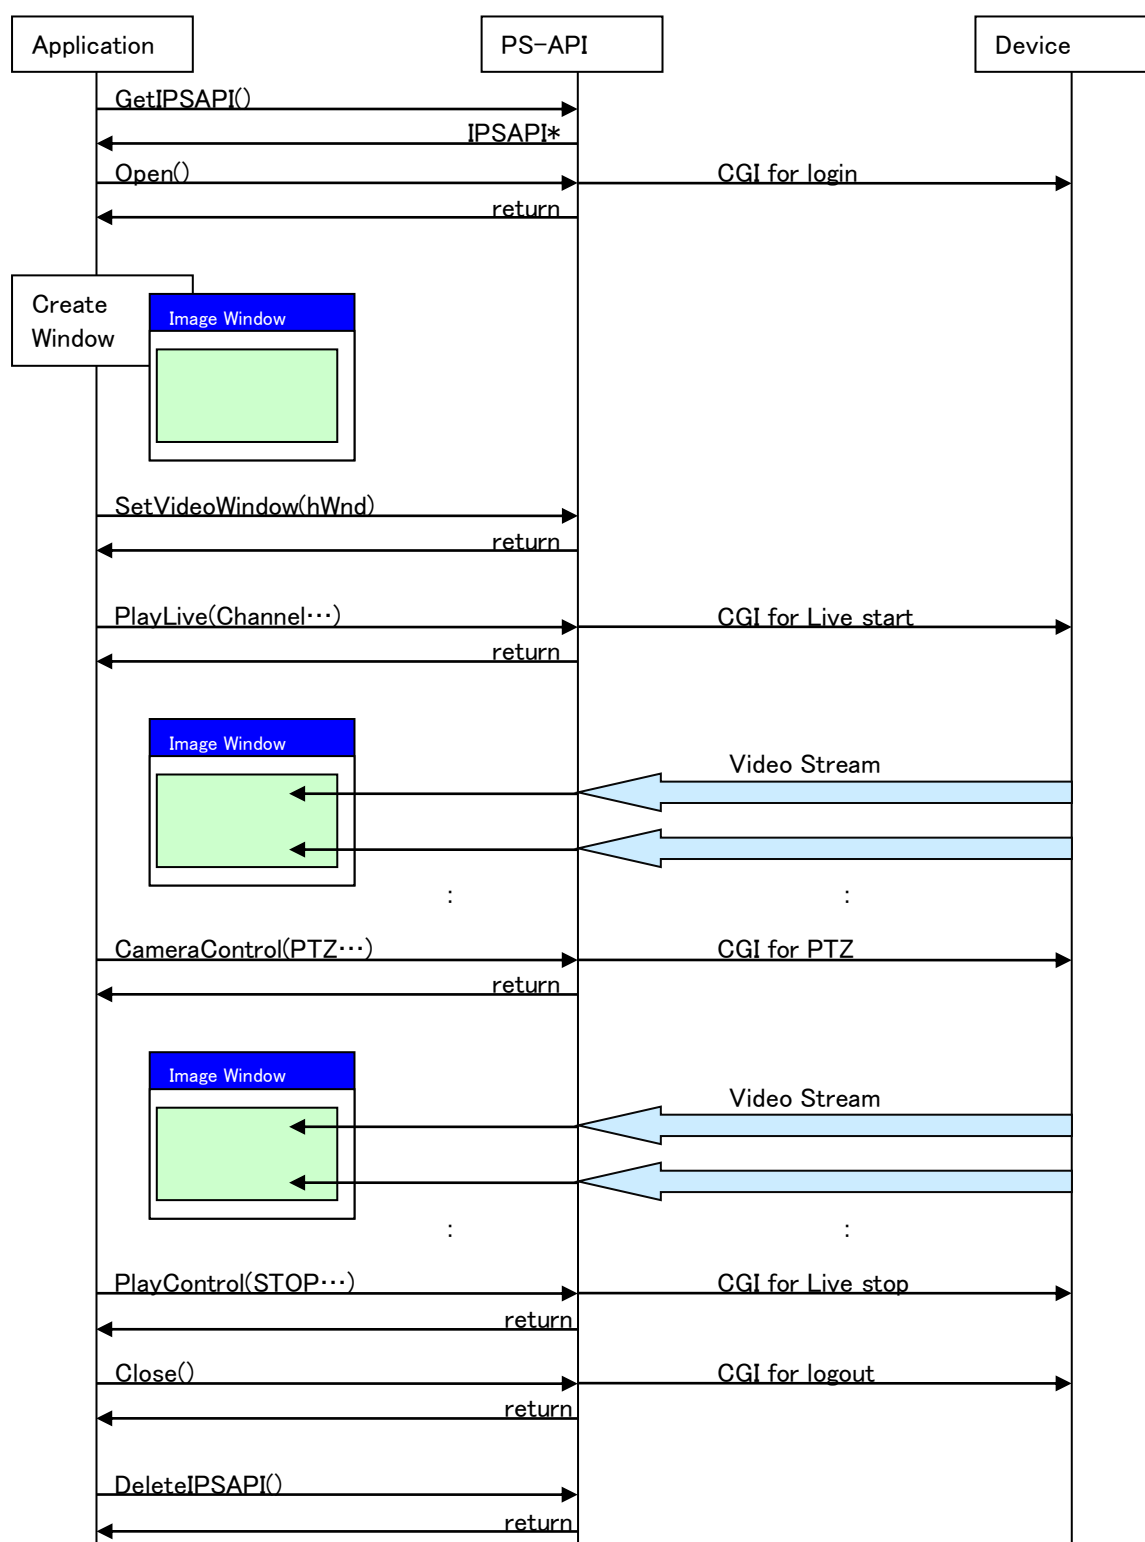 Application
PS-API
Device
GetIPSAPI()
IPSAPI*
Open()
CGI for login
return
Create
Window
Image Window
SetVideoWindow(hWnd)
return
PlayLive(Channel…)
CGI for Live start
return
Image Window
Video Stream
:
:
CameraControl(PTZ…)
CGI for PTZ
return
Image Window
Video Stream
:
:
PlayControl(STOP…)
CGI for Live stop
return
Close()
CGI for logout
return
DeleteIPSAPI()
return